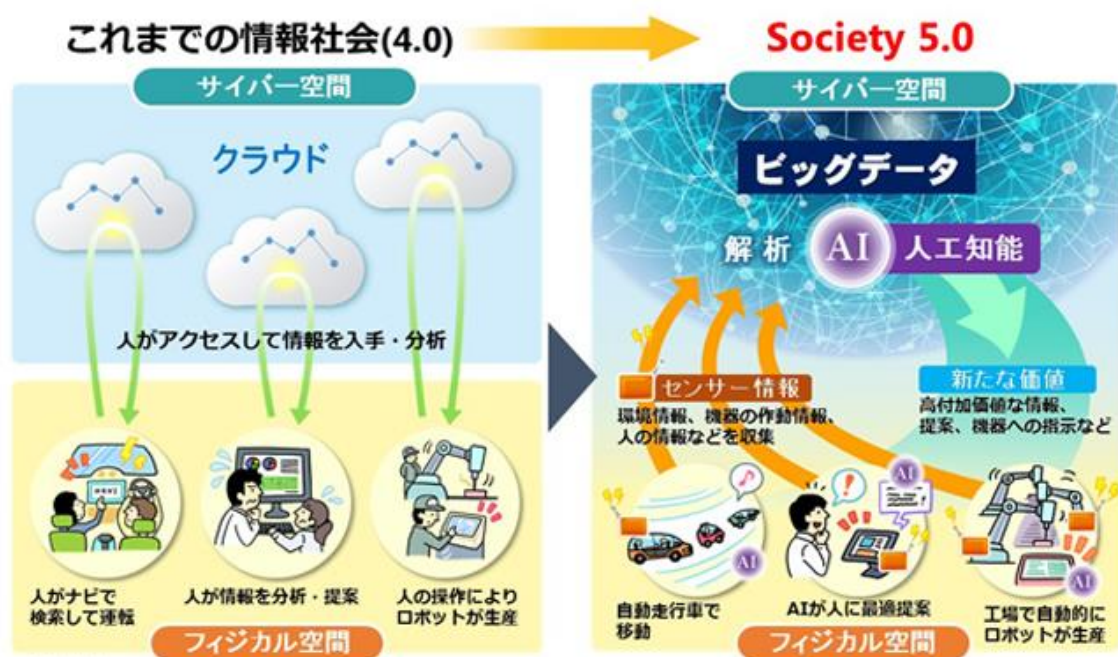 これまでの情報社会(4.0)
サイバー空間
クラウド
人がアクセスして情報を入手・分析
人がナビで
検索して運転
人が情報を分析・提案
人の操作により
ロボットが生産
フィジカル空間
Society 5.0
サイバー空間
ビッグデータ
解析 AI 人工知能
センサー情報
環境情報、機器の作動情報、
人の情報などを収集
新たな価値
高付加価値な情報、
提案、機器への指示など
AI
AI
AI
自動走行車で
移動
AIが人に最適提案
工場で自動的に
ロボットが生産
フィジカル空間